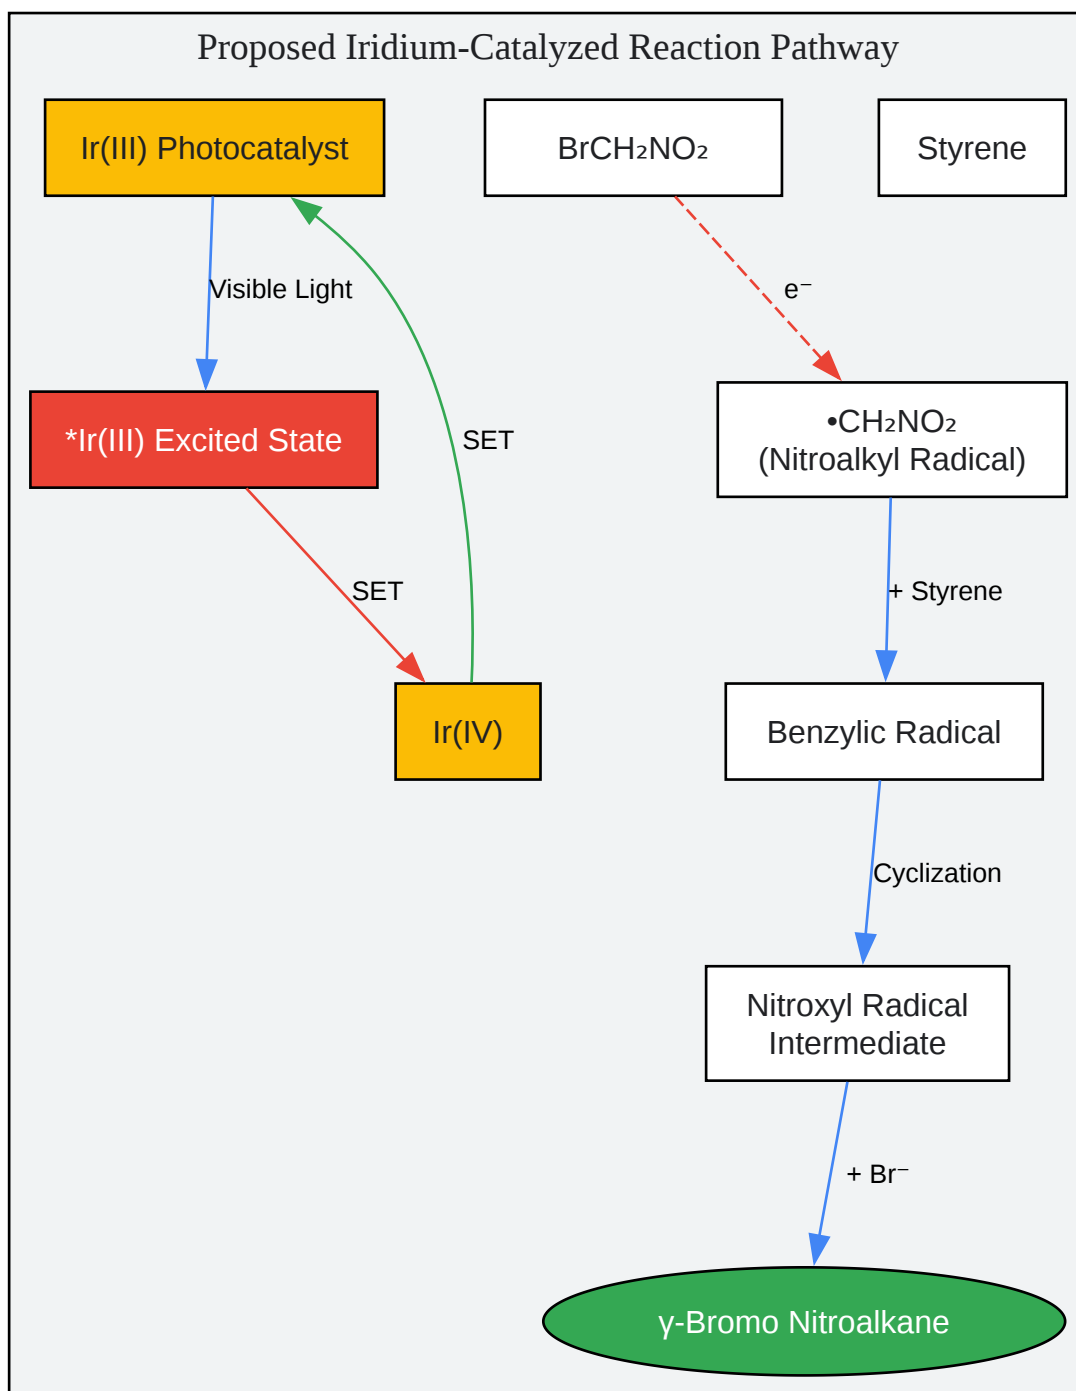 Proposed Iridium-Catalyzed Reaction Pathway
Ir(III) Photocatalyst
BrCH₂NO₂
Styrene
Visible Light
e⁻
*Ir(III) Excited State
SET
•CH₂NO₂
(Nitroalkyl Radical)
SET
+ Styrene
Ir(IV)
Benzylic Radical
Cyclization
Nitroxyl Radical
Intermediate
+ Br⁻
γ-Bromo Nitroalkane